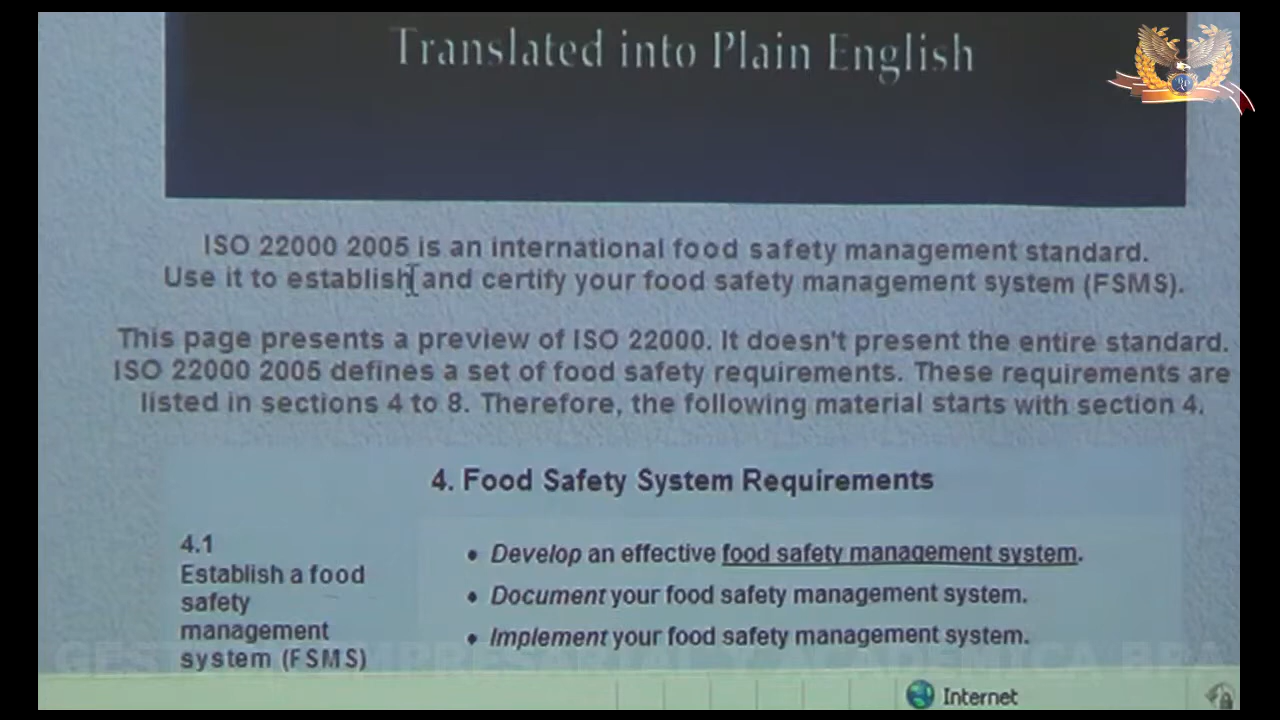 Translated into Plain English
ISO 22000 2005 is an international food safety management standard.
Use it to establish and certify your food safety management system (FSMS).
This page presents a preview of ISO 22000. It doesn't present the entire standard.
ISO 22000 2005 defines a set of food safety requirements. These requirements are
listed in sections 4 to 8. Therefore, the following material starts with section 4.
4. Food Safety System Requirements
4.1
Establish a food
safety
management
system (FSMS)
• Develop an effective food safety management system.
• Document your food safety management system.
• Implement your food safety management system.
Internet